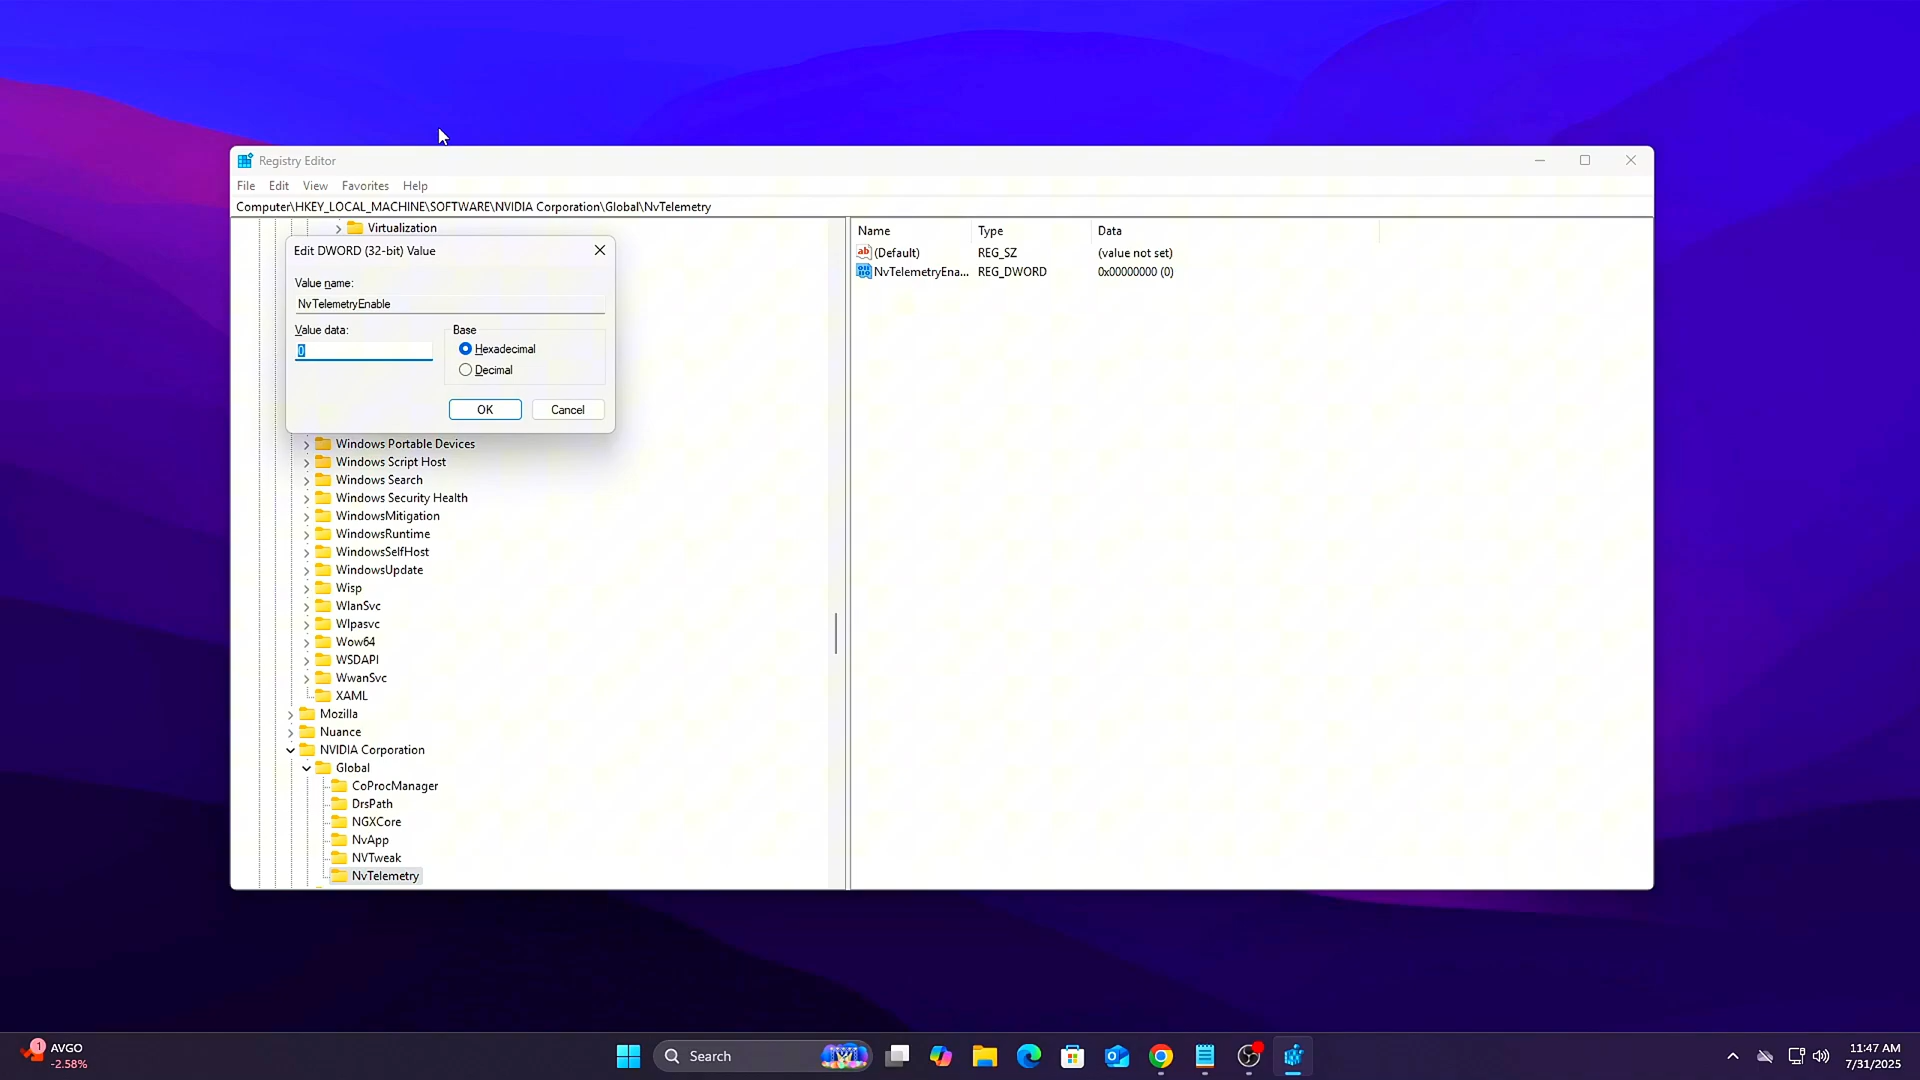 Registry Editor
File Edit View Favorites Help
Computer\HKEY_LOCAL_MACHINE\SOFTWARE\NVIDIA Corporation\Global\NvTelemetry
Virtualization
Edit DWORD (32-bit) Value
Value name:
NvTelemetryEnable
Value data:
0
Base
Hexadecimal
Decimal
OK Cancel
Windows Portable Devices
Windows Script Host
Windows Search
Windows Security Health
WindowsMitigation
WindowsRuntime
WindowsSelfHost
WindowsUpdate
Wisp
WlanSvc
Wlpasvc
Wow64
WSDAPI
WwanSvc
XAML
Mozilla
Nuance
NVIDIA Corporation
Global
CoProcManager
DrsPath
NGXCore
NvApp
NVTweak
NvTelemetry
Name Type Data
(Default) REG_SZ (value not set)
NvTelemetryEna... REG_DWORD 0x00000000 (0)
1
AVGO
-2.58%
Search
11:47 AM
7/31/2025